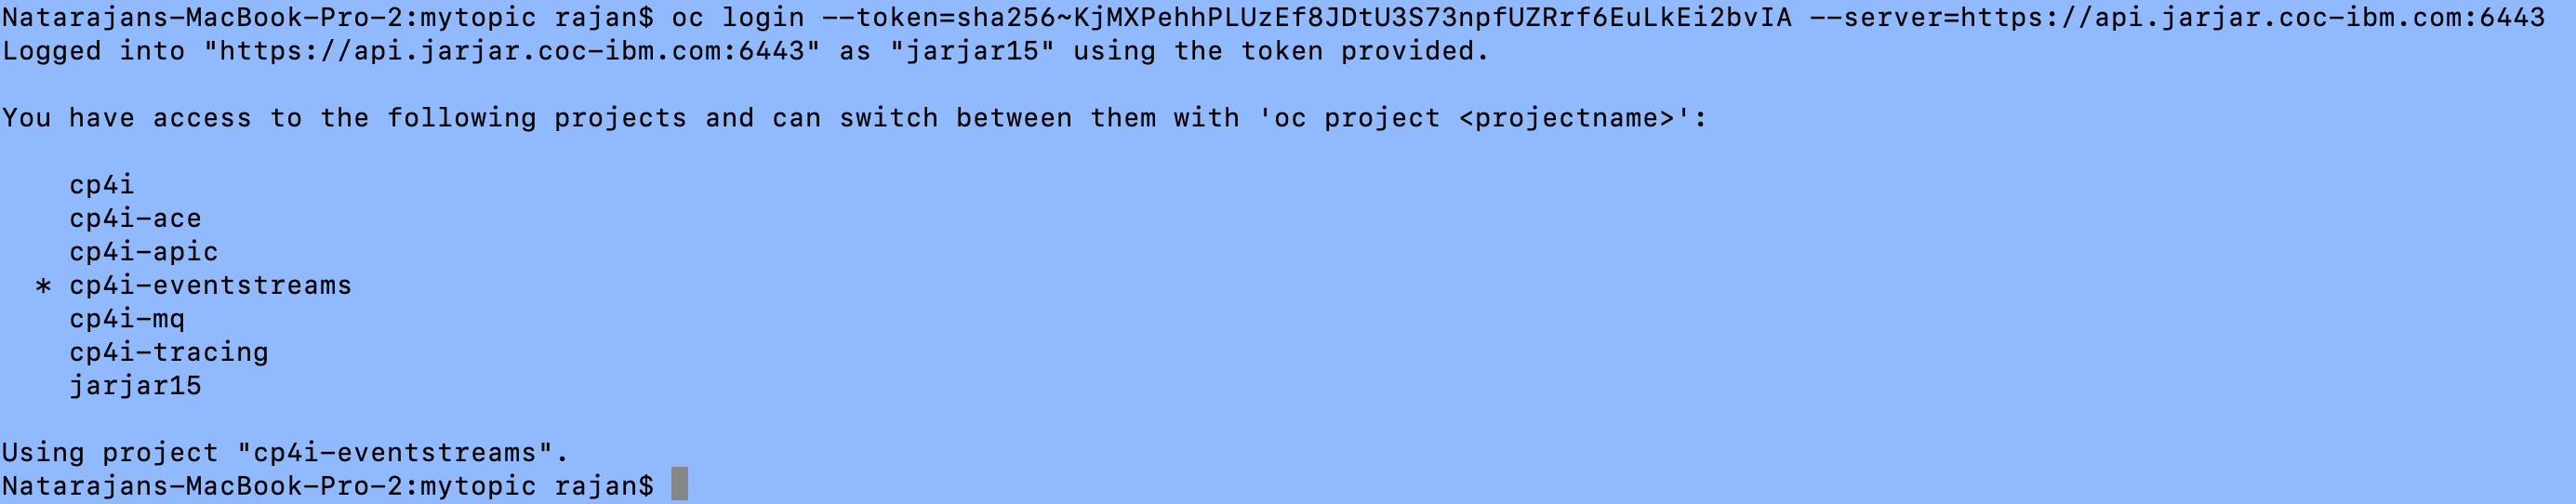 Natarajans-MacBook-Pro-2:mytopic rajan$ oc login --token=sha256~KjMXPehhPLUzEf8JDtU3S73npfUZRrf6EuLkEi2bvIA --server=https://api.jarjar.coc-ibm.com:6443
Logged into "https://api.jarjar.coc-ibm.com:6443" as "jarjar15" using the token provided.
You have access to the following projects and can switch between them with 'oc project <projectname>':
cp4i
cp4i-ace
cp4i-apic
* cp4i-eventstreams
cp4i-mq
cp4i-tracing
jarjar15
Using project "cp4i-eventstreams".
Natarajans-MacBook-Pro-2:mytopic rajan$